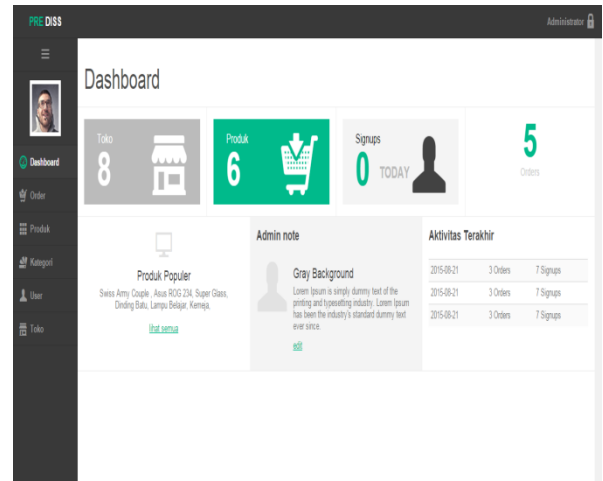 PRE DISS
Administrator
Dashboard
Order
Produk
Kategori
User
Toko
Dashboard
Toko
8
Produk
6
Signups
0 TODAY
5
Orders
Produk Populer
Swiss Army Couple , Asus ROG 234, Super Glass,
Dinding Batu, Lampu Belajar, Kemeja.
lihat semua
Admin note
Gray Background
Lorem Ipsum is simply dummy text of the
printing and typesetting industry. Lorem Ipsum
has been the industry's standard dummy text
ever since.
edit
Aktivitas Terakhir
2015-08-21 3 Orders 7 Signups
2015-08-21 3 Orders 7 Signups
2015-08-21 3 Orders 7 Signups